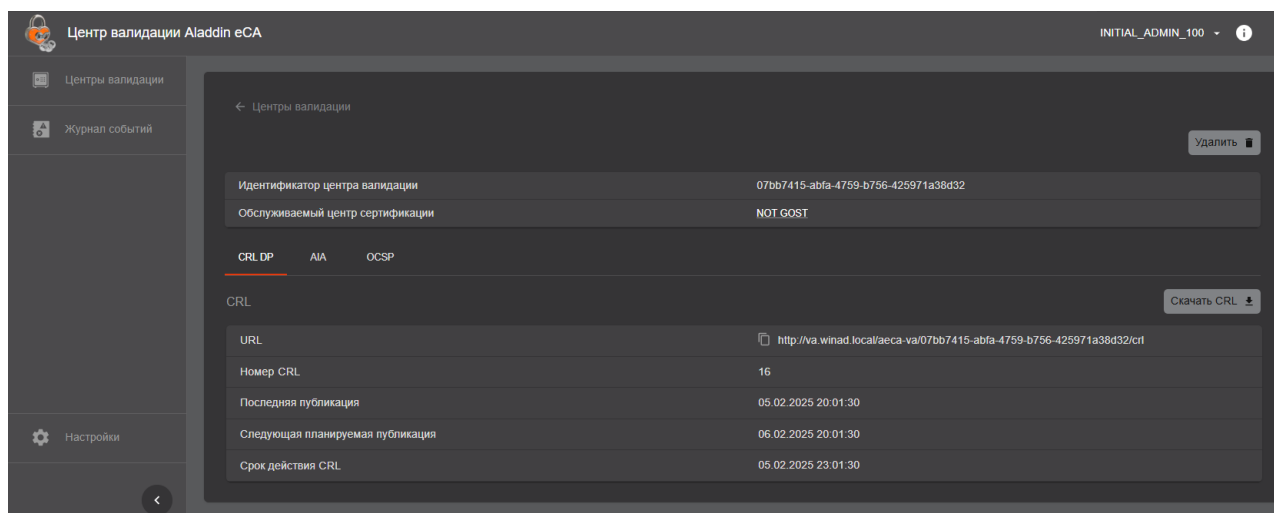 Центр валидации Aladdin eCA
INITIAL_ADMIN_100
Центры валидации
Журнал событий
Центры валидации
Удалить
Идентификатор центра валидации 07bb7415-abfa-4759-b756-425971a38d32
Обслуживаемый центр сертификации NOT GOST
CRL DP AIA OCSP
CRL
Скачать CRL
URL http://va.winad.local/aeca-va/07bb7415-abfa-4759-b756-425971a38d32/crl
Номер CRL 16
Последняя публикация 05.02.2025 20:01:30
Следующая планируемая публикация 06.02.2025 20:01:30
Срок действия CRL 05.02.2025 23:01:30
Настройки